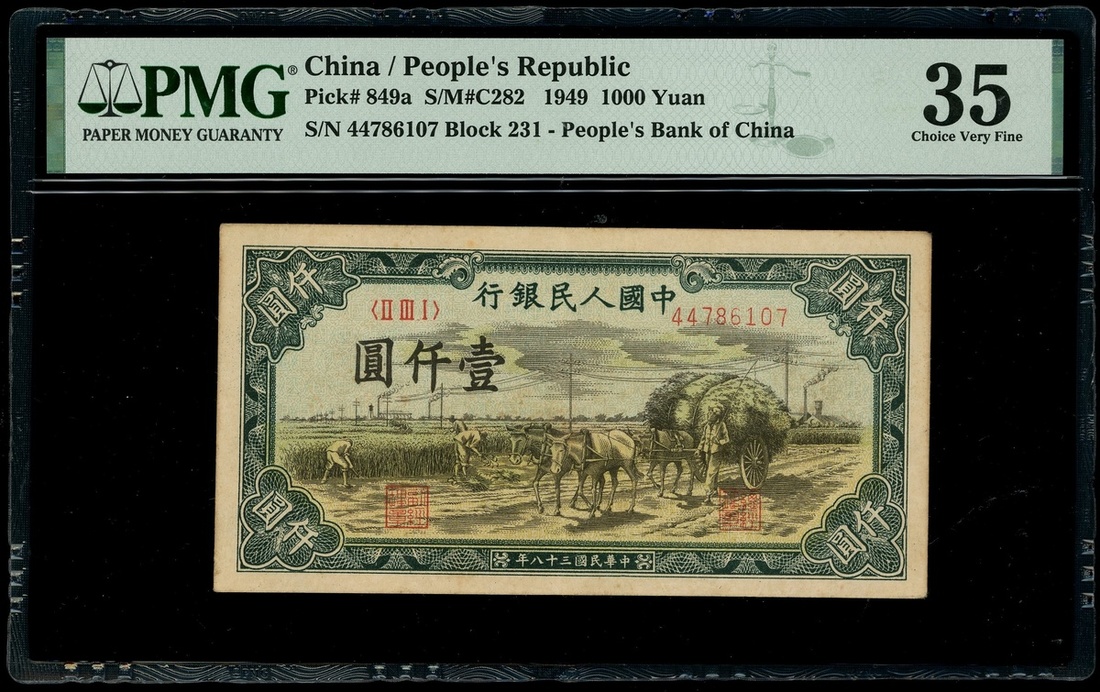 PMG®
PAPER MONEY GUARANTY
China / People's Republic
Pick# 849a S/M#C282 1949 1000 Yuan
S/N 44786107 Block 231 - People's Bank of China
35
Choice Very Fine
仟圓
仟圓
中國人民銀行
〈II III I〉
44786107
壹仟圓
仟圓
仟圓
中華民國三十八年